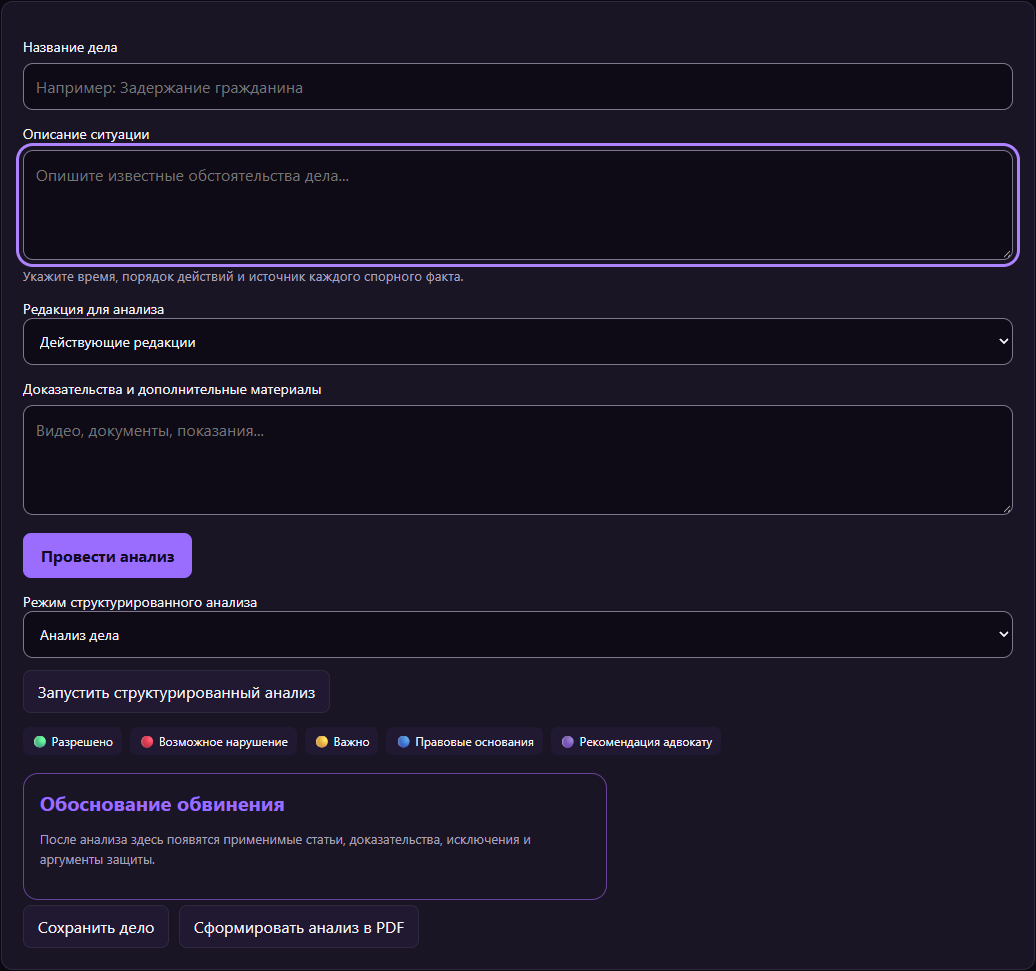 Название дела
Например: Задержание гражданина
Описание ситуации
Опишите известные обстоятельства дела...
Укажите время, порядок действий и источник каждого спорного факта.
Редакция для анализа
Действующие редакции
Доказательства и дополнительные материалы
Видео, документы, показания...
Провести анализ
Режим структурированного анализа
Анализ дела
Запустить структурированный анализ
Разрешено Возможное нарушение Важно Правовые основания Рекомендация адвокату
Обоснование обвинения
После анализа здесь появятся применимые статьи, доказательства, исключения и
аргументы защиты.
Сохранить дело Сформировать анализ в PDF